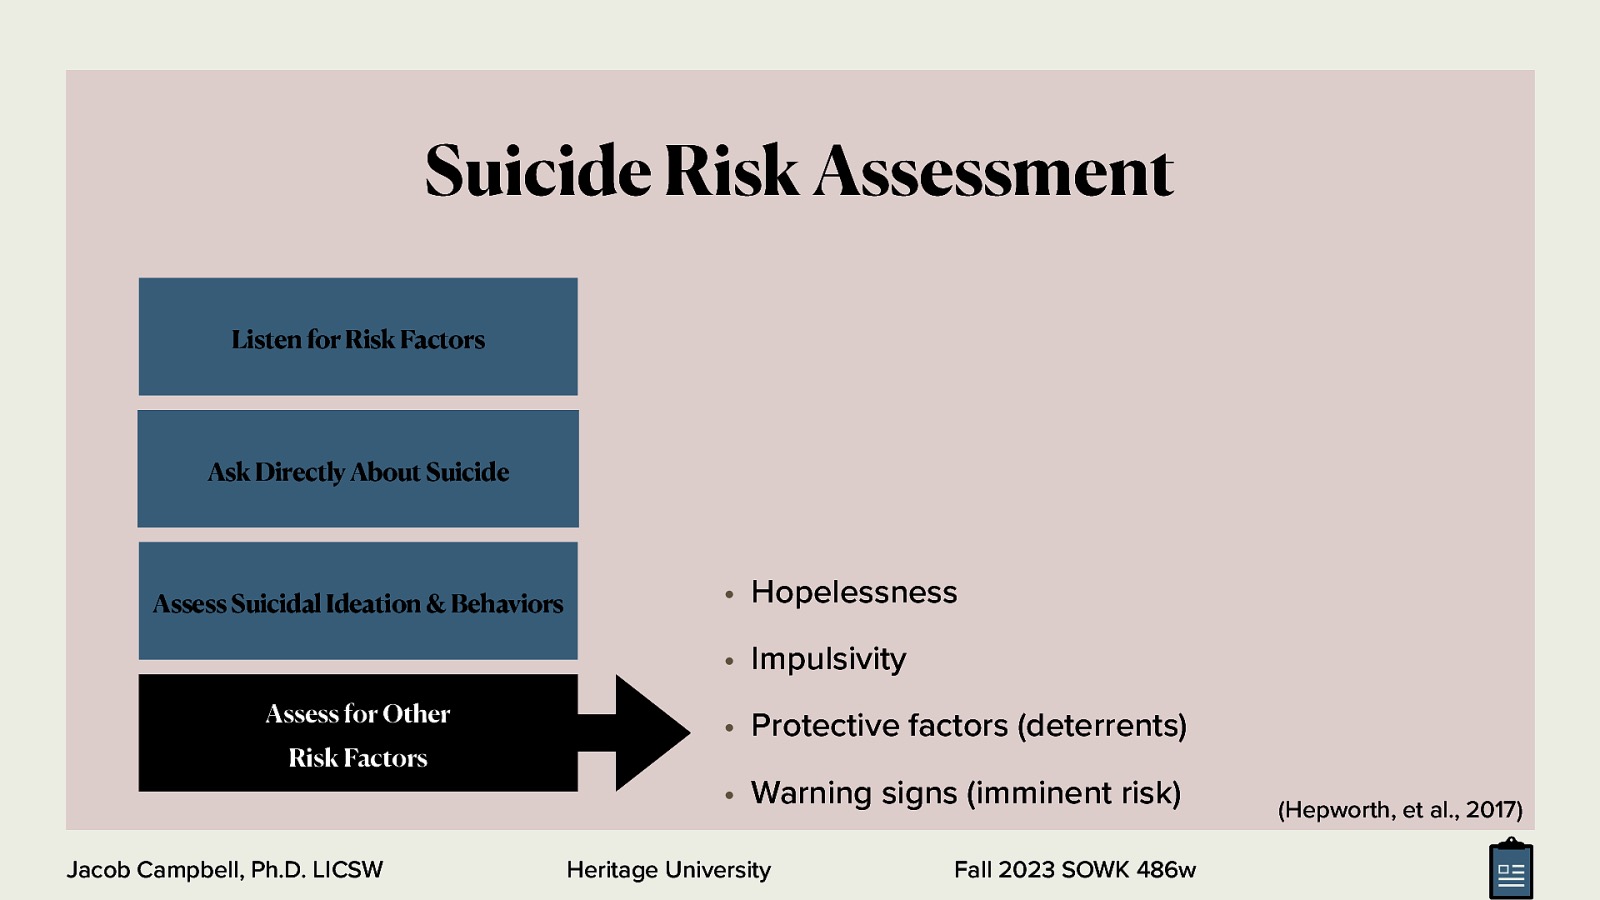 Suicide Risk Assessment
Listen for Risk Factors
Ask Directly About Suicide
Assess Suicidal Ideation & Behaviors
Assess for Other
Risk Factors
• Hopelessness
• Impulsivity
• Protective factors (deterrents)
• Warning signs (imminent risk)
(Hepworth, et al., 2017)
Jacob Campbell, Ph.D. LICSW
Heritage University
Fall 2023 SOWK 486w